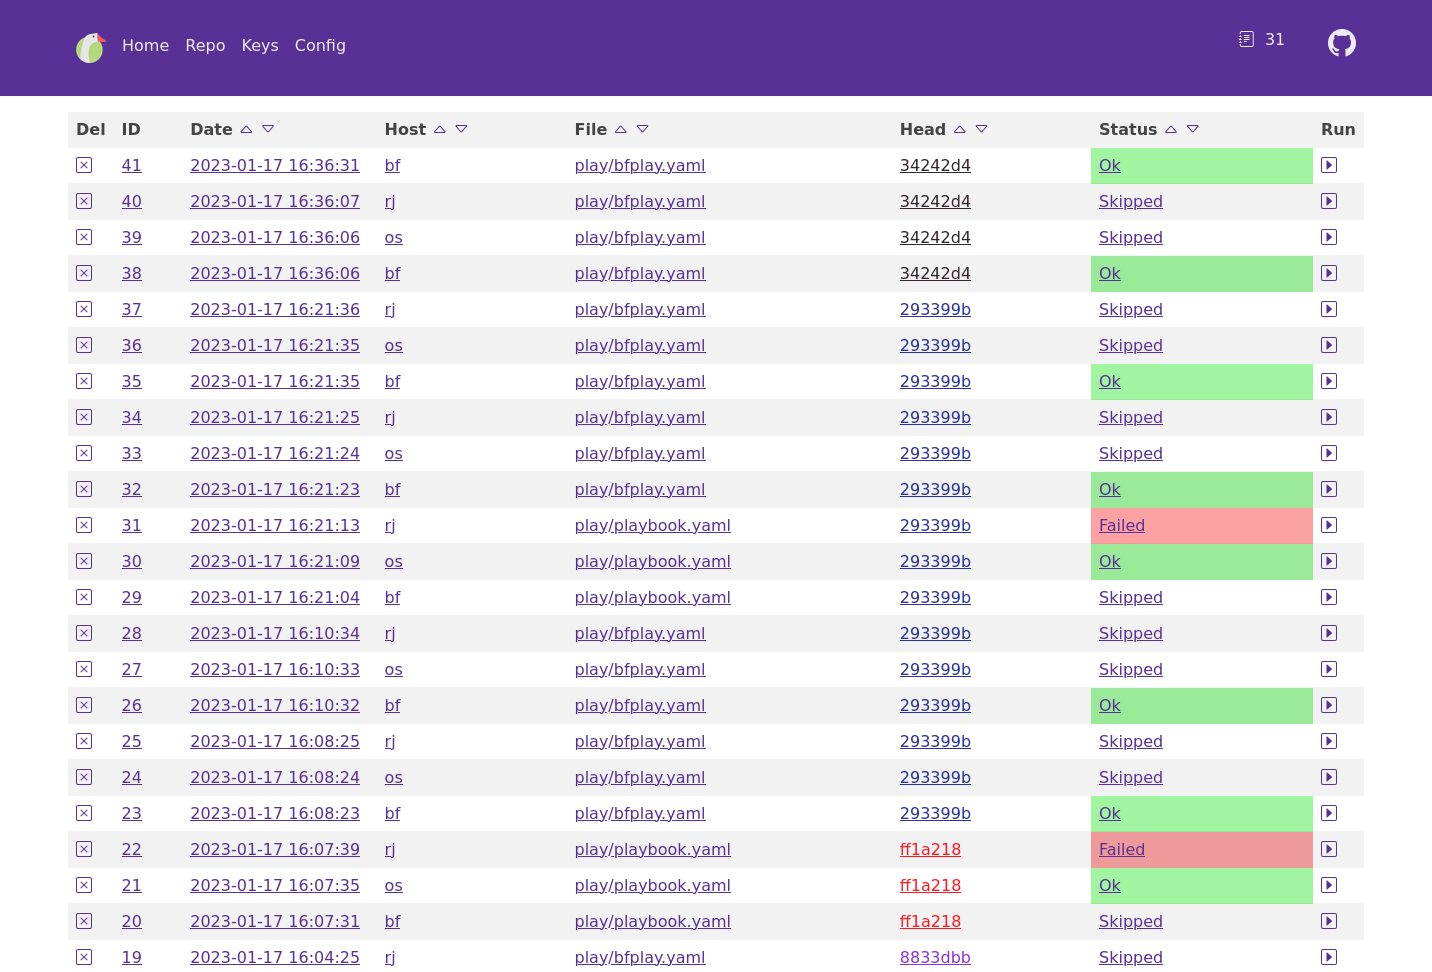 Home Repo Keys Config 31
Del ID Date Host File Head Status Run
41 2023-01-17 16:36:31 bf play/bfplay.yaml 34242d4 Ok
40 2023-01-17 16:36:07 rj play/bfplay.yaml 34242d4 Skipped
39 2023-01-17 16:36:06 os play/bfplay.yaml 34242d4 Skipped
38 2023-01-17 16:36:06 bf play/bfplay.yaml 34242d4 Ok
37 2023-01-17 16:21:36 rj play/bfplay.yaml 293399b Skipped
36 2023-01-17 16:21:35 os play/bfplay.yaml 293399b Skipped
35 2023-01-17 16:21:35 bf play/bfplay.yaml 293399b Ok
34 2023-01-17 16:21:25 rj play/bfplay.yaml 293399b Skipped
33 2023-01-17 16:21:24 os play/bfplay.yaml 293399b Skipped
32 2023-01-17 16:21:23 bf play/bfplay.yaml 293399b Ok
31 2023-01-17 16:21:13 rj play/playbook.yaml 293399b Failed
30 2023-01-17 16:21:09 os play/playbook.yaml 293399b Ok
29 2023-01-17 16:21:04 bf play/playbook.yaml 293399b Skipped
28 2023-01-17 16:10:34 rj play/bfplay.yaml 293399b Skipped
27 2023-01-17 16:10:33 os play/bfplay.yaml 293399b Skipped
26 2023-01-17 16:10:32 bf play/bfplay.yaml 293399b Ok
25 2023-01-17 16:08:25 rj play/bfplay.yaml 293399b Skipped
24 2023-01-17 16:08:24 os play/bfplay.yaml 293399b Skipped
23 2023-01-17 16:08:23 bf play/bfplay.yaml 293399b Ok
22 2023-01-17 16:07:39 rj play/playbook.yaml ff1a218 Failed
21 2023-01-17 16:07:35 os play/playbook.yaml ff1a218 Ok
20 2023-01-17 16:07:31 bf play/playbook.yaml ff1a218 Skipped
19 2023-01-17 16:04:25 rj play/bfplay.yaml 8833dbb Skipped